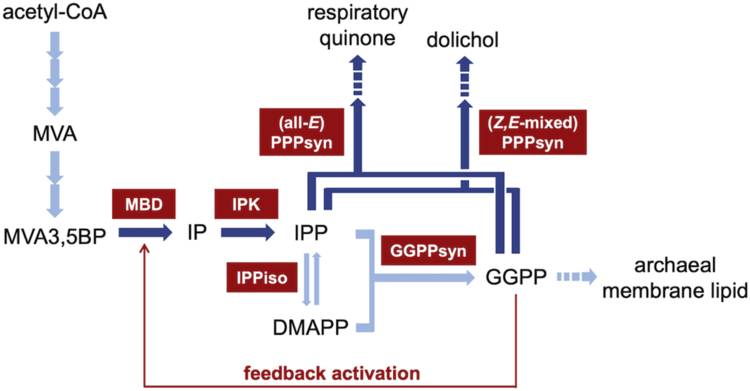 acetyl-CoA
respiratory
quinone
dolichol
(all-E)
PPPsyn
(Z,E-mixed)
PPPsyn
MVA
MBD
IPK
MVA3,5BP
IP
IPP
GGPPsyn
IPPiso
GGPP
archaeal
membrane lipid
DMAPP
feedback activation